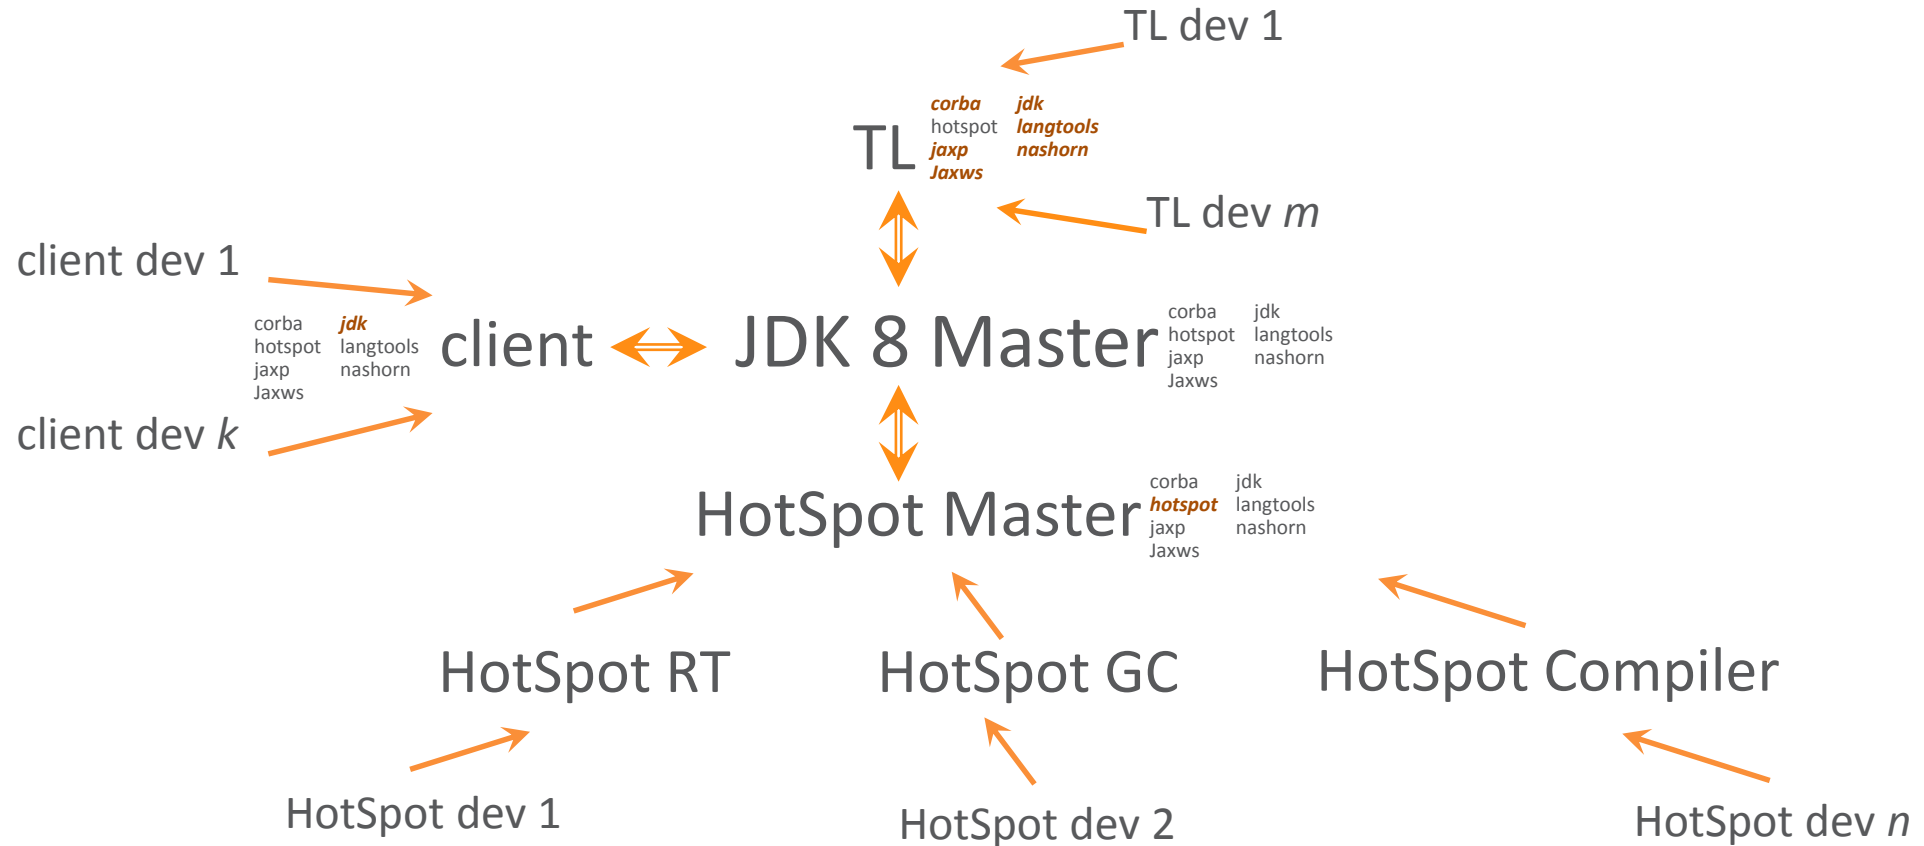 TL dev 1
corba jdk
TL hotspot langtools
jaxp nashorn
Jaxws
TL dev m
client dev 1
corba jdk
hotspot langtools
jaxp nashorn
Jaxws
client
JDK 8 Master
corba jdk
hotspot langtools
jaxp nashorn
Jaxws
client dev k
HotSpot Master
corba jdk
hotspot langtools
jaxp nashorn
Jaxws
HotSpot RT
HotSpot GC
HotSpot Compiler
HotSpot dev 1
HotSpot dev 2
HotSpot dev n